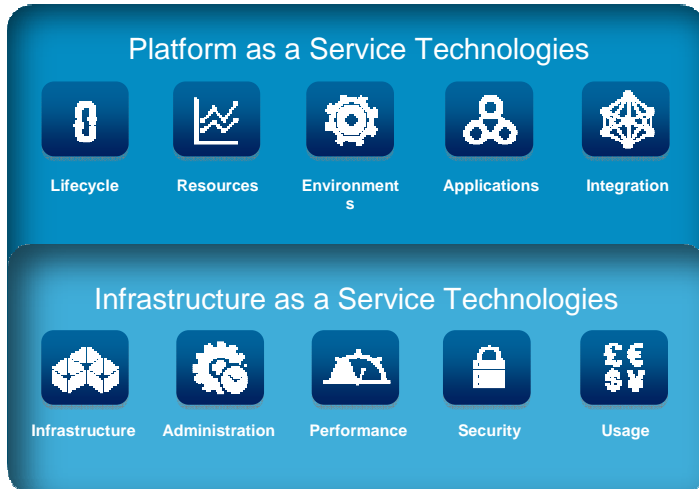 Platform as a Service Technologies
Lifecycle Resources Environment Applications Integration
s
Infrastructure as a Service Technologies
£ €
$ ¥
Infrastructure Administration Performance Security Usage